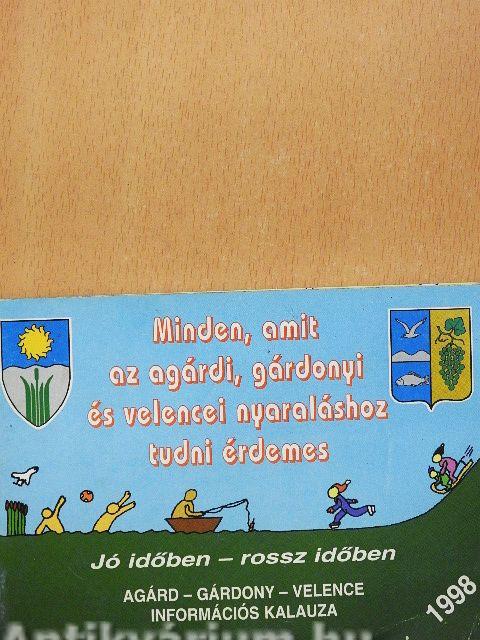 Minden, amit
az agárdi, gárdonyi
és velencei nyaraláshoz
tudni érdemes
Jó időben – rossz időben
AGÁRD – GÁRDONY – VELENCE
INFORMÁCIÓS KALAUZA
1998
Antikvárium.hu